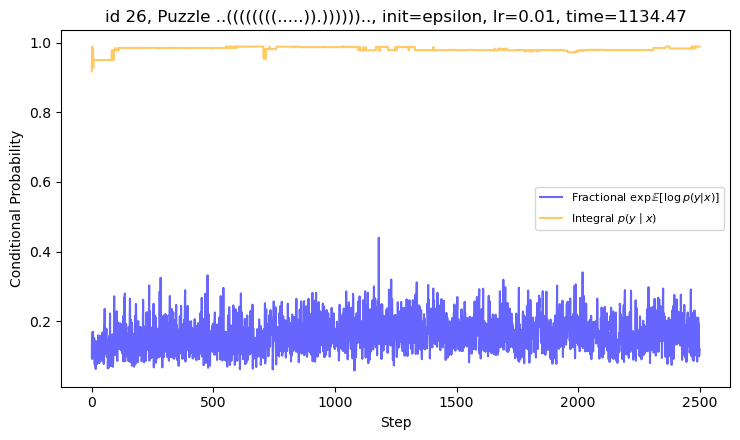 id 26, Puzzle ..((((((((.....)).)))))).., init=epsilon, lr=0.01, time=1134.47
Conditional Probability
1.0
0.8
0.6
0.4
0.2
Fractional exp𝔼[log p(y|x)]
Integral p(y | x)
0
500
1000
1500
2000
2500
Step